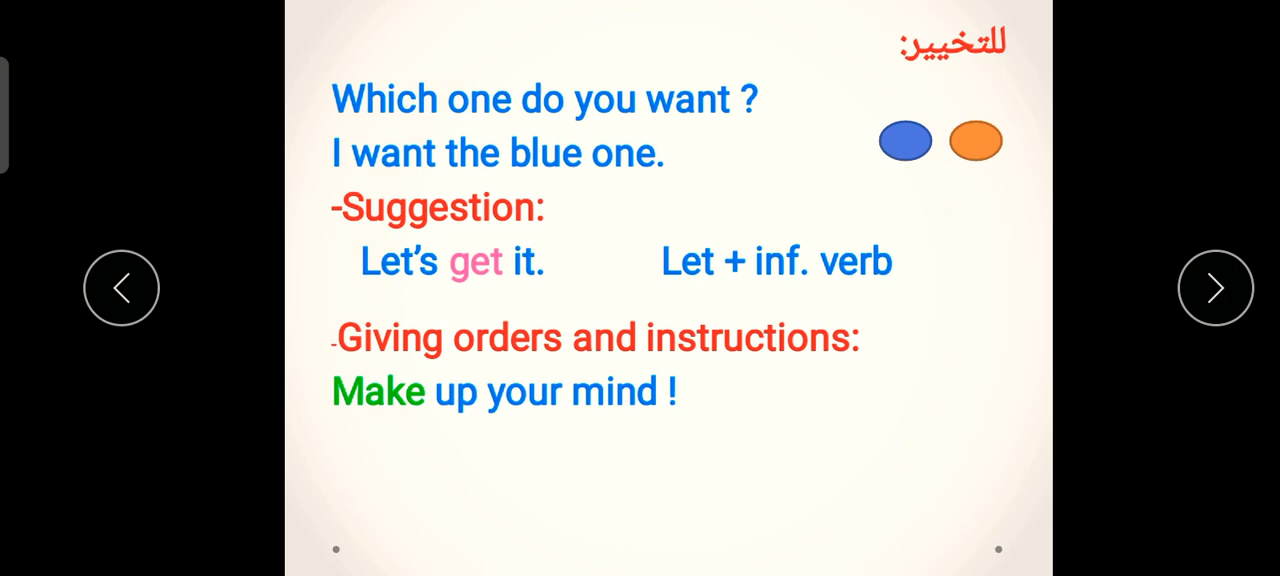 للتخيير:
Which one do you want ?
I want the blue one.
-Suggestion:
Let's get it. Let + inf. verb
-Giving orders and instructions:
Make up your mind !